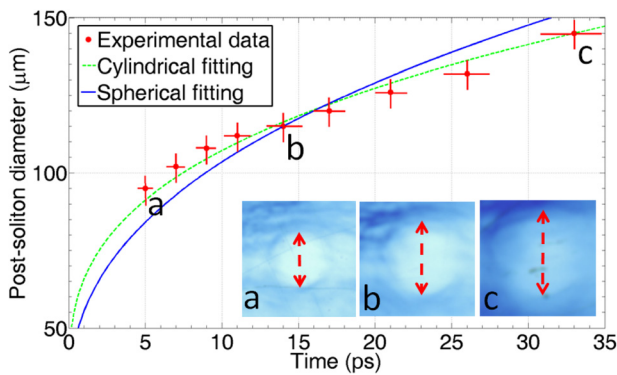 Post-soliton diameter (μm)
150
100
50
Experimental data
Cylindrical fitting
Spherical fitting
a
b
c
a
b
c
0
5
10
15
20
25
30
35
Time (ps)